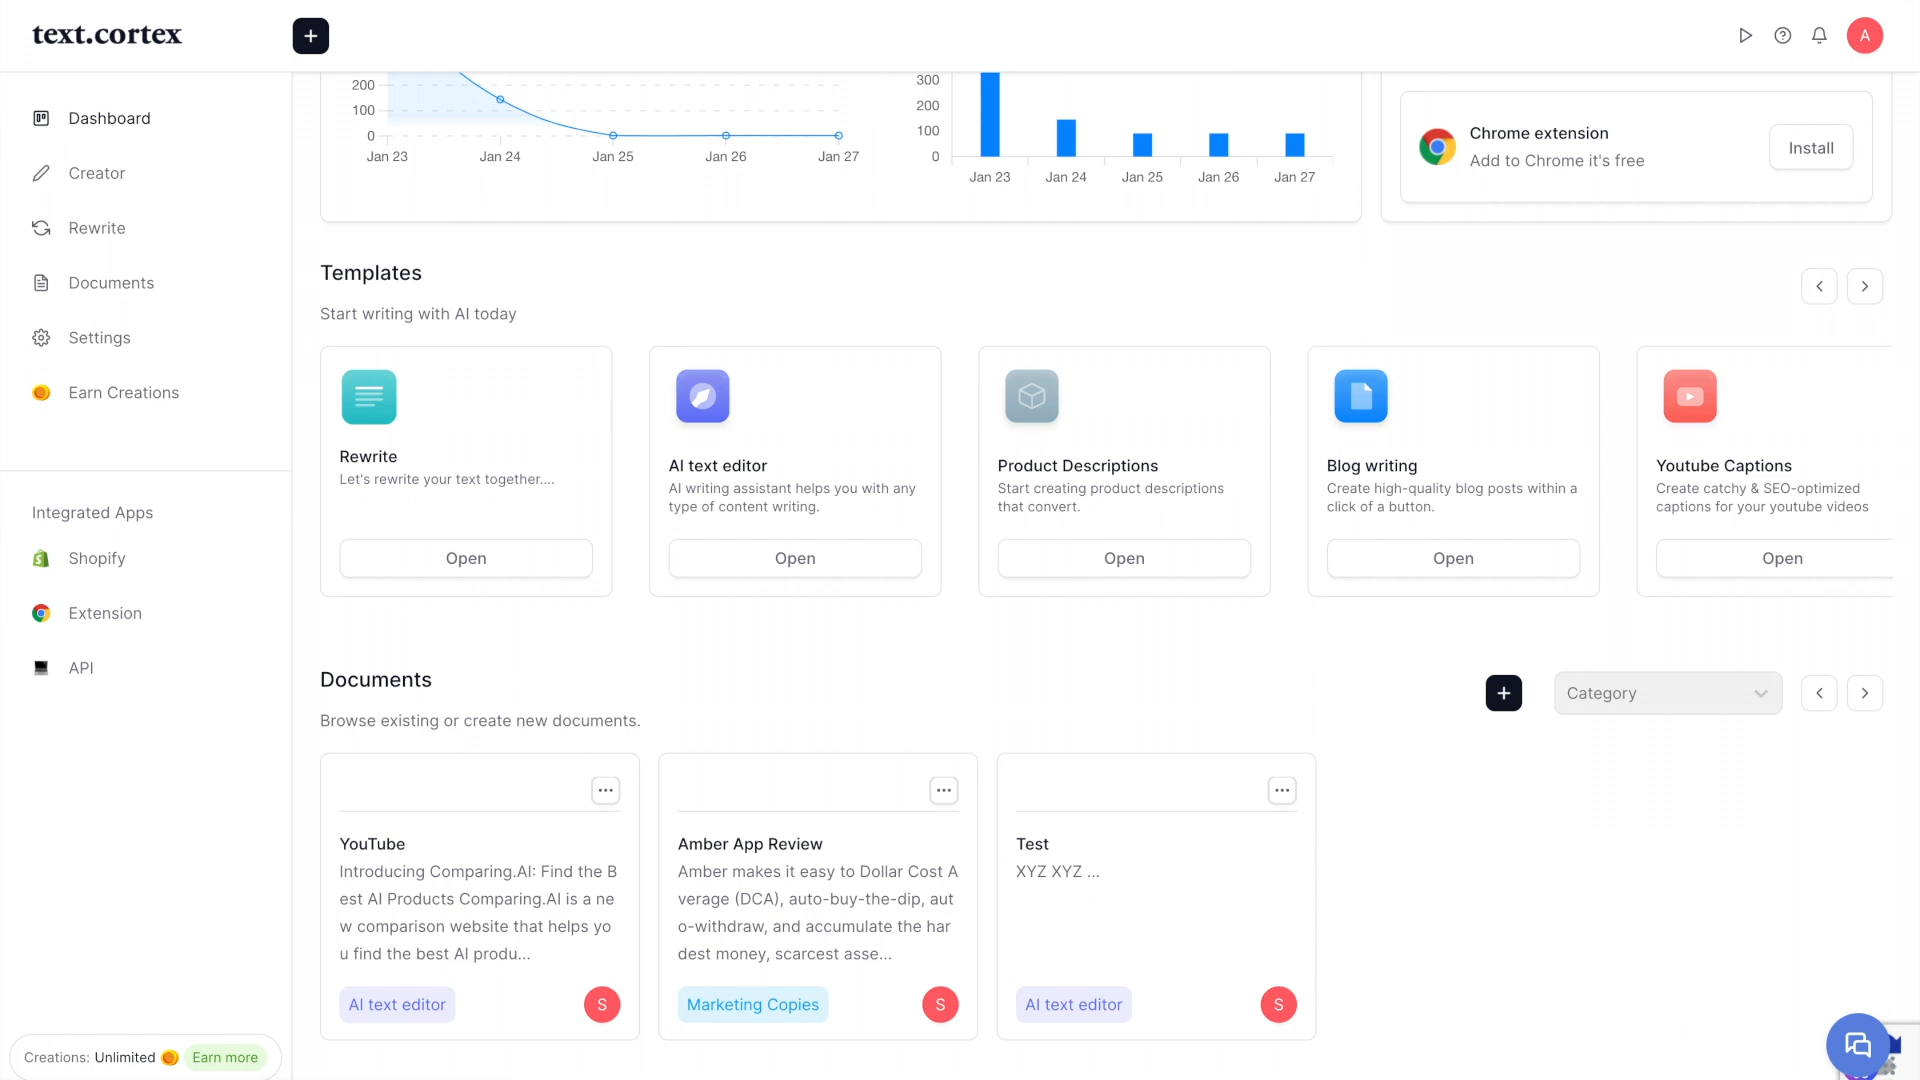 text.cortex
A
Dashboard
Creator
Rewrite
Documents
Settings
Earn Creations
Integrated Apps
Shopify
Extension
API
Creations: Unlimited Earn more
200
100
0
Jan 23 Jan 24 Jan 25 Jan 26 Jan 27
300
200
100
0
Jan 23 Jan 24 Jan 25 Jan 26 Jan 27
Chrome extension
Add to Chrome it's free
Install
Templates
Start writing with AI today
Rewrite
Let's rewrite your text together....
Open
AI text editor
AI writing assistant helps you with any
type of content writing.
Open
Product Descriptions
Start creating product descriptions
that convert.
Open
Blog writing
Create high-quality blog posts within a
click of a button.
Open
Youtube Captions
Create catchy & SEO-optimized
captions for your youtube videos
Open
Documents
Browse existing or create new documents.
Category
YouTube
Introducing Comparing.AI: Find the B
est AI Products Comparing.AI is a ne
w comparison website that helps yo
u find the best AI produ...
AI text editor
S
Amber App Review
Amber makes it easy to Dollar Cost A
verage (DCA), auto-buy-the-dip, aut
o-withdraw, and accumulate the har
dest money, scarcest asse...
Marketing Copies
S
Test
XYZ XYZ ...
AI text editor
S